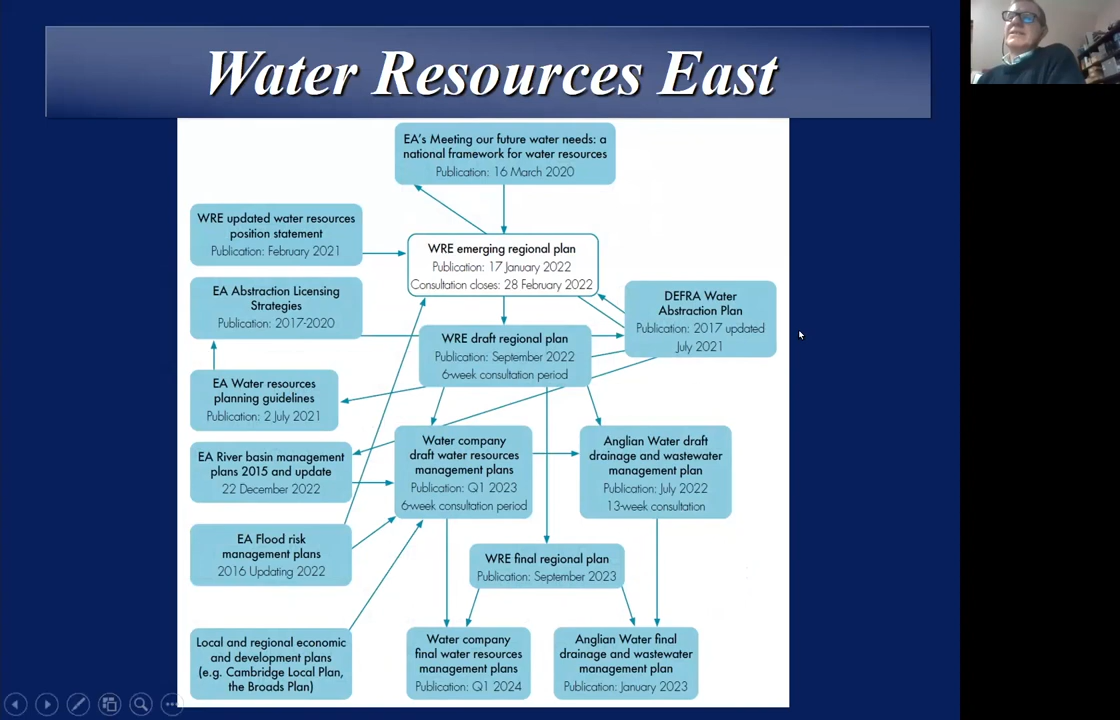 Water Resources East
EA's Meeting our future water needs: a
national framework for water resources
Publication: 16 March 2020
WRE updated water resources
position statement
Publication: February 2021
WRE emerging regional plan
Publication: 17 January 2022
Consultation closes: 28 February 2022
EA Abstraction Licensing
Strategies
Publication: 2017-2020
DEFRA Water
Abstraction Plan
Publication: 2017 updated
July 2021
WRE draft regional plan
Publication: September 2022
6-week consultation period
EA Water resources
planning guidelines
Publication: 2 July 2021
Water company
draft water resources
management plans
Publication: Q1 2023
6-week consultation period
Anglian Water draft
drainage and wastewater
management plan
Publication: July 2022
13-week consultation
EA River basin management
plans 2015 and update
22 December 2022
EA Flood risk
management plans
2016 Updating 2022
WRE final regional plan
Publication: September 2023
Local and regional economic
and development plans
(e.g. Cambridge Local Plan,
the Broads Plan)
Water company
final water resources
management plans
Publication: Q1 2024
Anglian Water final
drainage and wastewater
management plan
Publication: January 2023